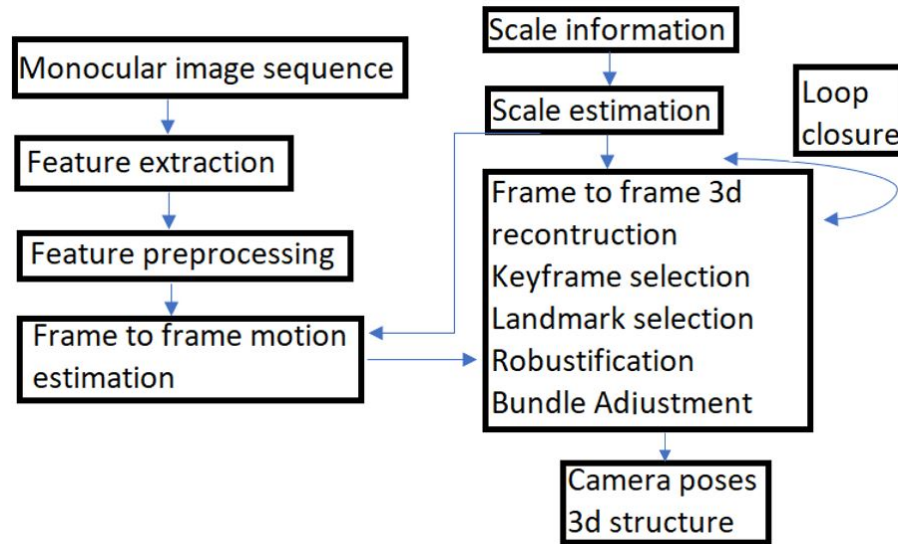 Scale information
Monocular image sequence
Scale estimation
Loop
closure
Feature extraction
Frame to frame 3d
recontruction
Keyframe selection
Landmark selection
Robustification
Bundle Adjustment
Feature preprocessing
Frame to frame motion
estimation
Camera poses
3d structure